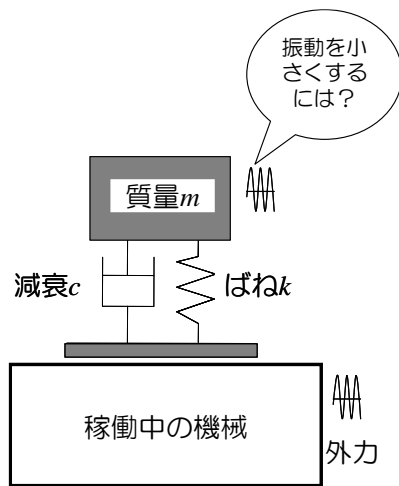 振動を小
さくする
には？
質量m
減衰c
ばねk
稼働中の機械
外力